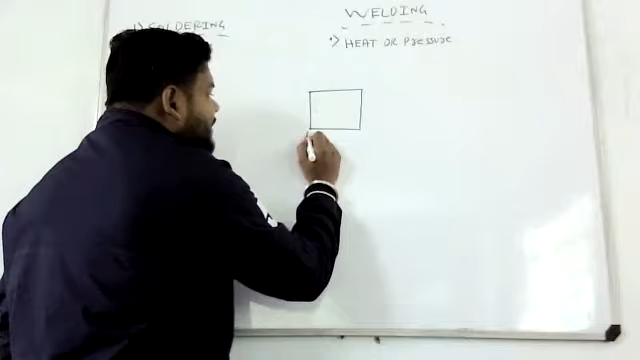 1) SOLDERING
WELDING
•> HEAT OR Pressure